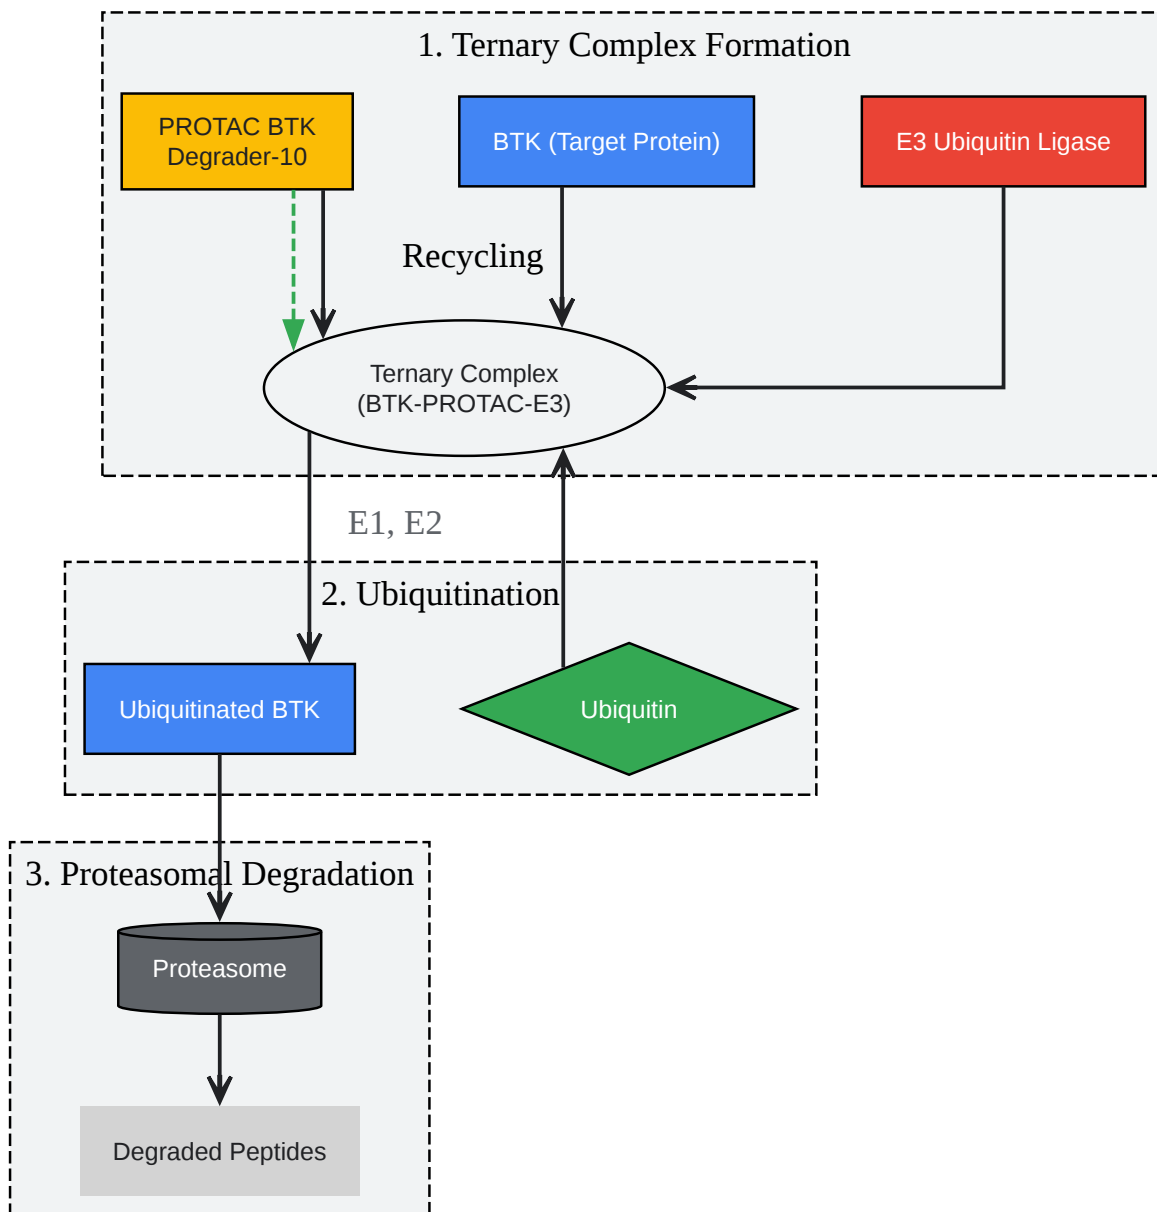 1. Ternary Complex Formation
PROTAC BTK
Degrader-10
BTK (Target Protein)
E3 Ubiquitin Ligase
Recycling
Ternary Complex
(BTK-PROTAC-E3)
E1, E2
2. Ubiquitination
Ubiquitinated BTK
Ubiquitin
3. Proteasomal Degradation
Proteasome
Degraded Peptides